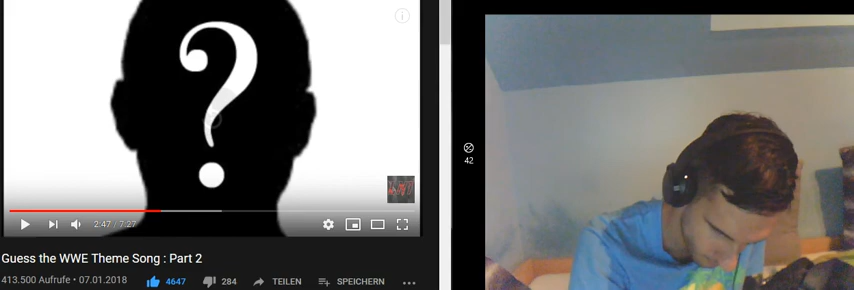 ?
2:47 / 7:27
Guess the WWE Theme Song : Part 2
413.500 Aufrufe • 07.01.2018 4647 284 TEILEN SPEICHERN
42